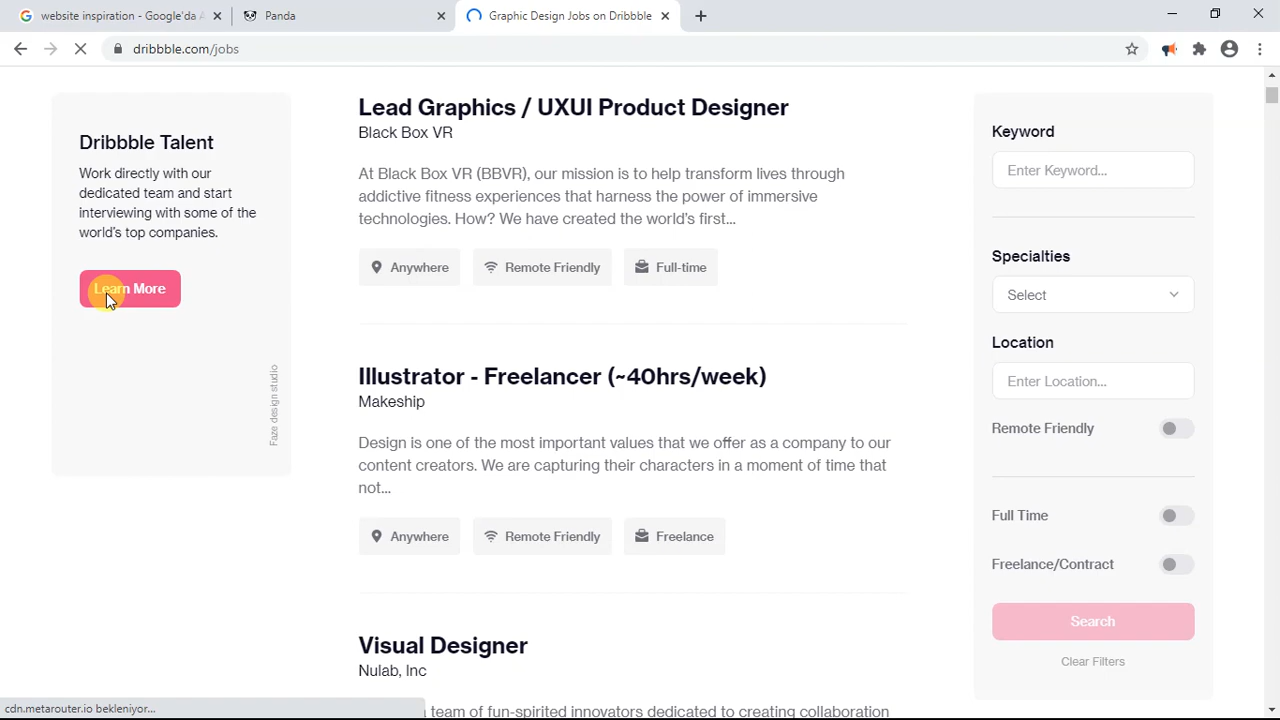 website inspiration - Google'da A
Panda
Graphic Design Jobs on Dribbble
dribbble.com/jobs
Dribbble Talent
Work directly with our
dedicated team and start
interviewing with some of the
world's top companies.
Learn More
Faze design studio
Lead Graphics / UXUI Product Designer
Black Box VR
At Black Box VR (BBVR), our mission is to help transform lives through
addictive fitness experiences that harness the power of immersive
technologies. How? We have created the world's first...
Anywhere
Remote Friendly
Full-time
Illustrator - Freelancer (~40hrs/week)
Makeship
Design is one of the most important values that we offer as a company to our
content creators. We are capturing their characters in a moment of time that
not...
Anywhere
Remote Friendly
Freelance
Visual Designer
Nulab, Inc
team of fun-spirited innovators dedicated to creating collaboration
Keyword
Enter Keyword...
Specialties
Select
Location
Enter Location...
Remote Friendly
Full Time
Freelance/Contract
Search
Clear Filters
cdn.metarouter.io bekleniyor...